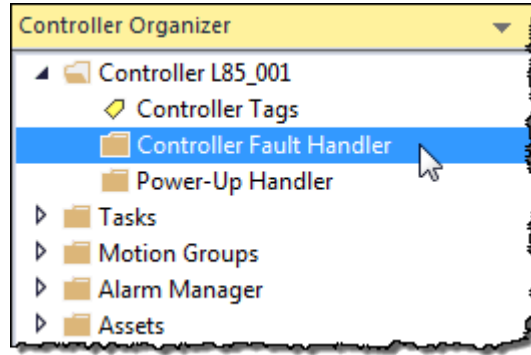 Controller Organizer
Controller L85_001
Controller Tags
Controller Fault Handler
Power-Up Handler
Tasks
Motion Groups
Alarm Manager
Assets